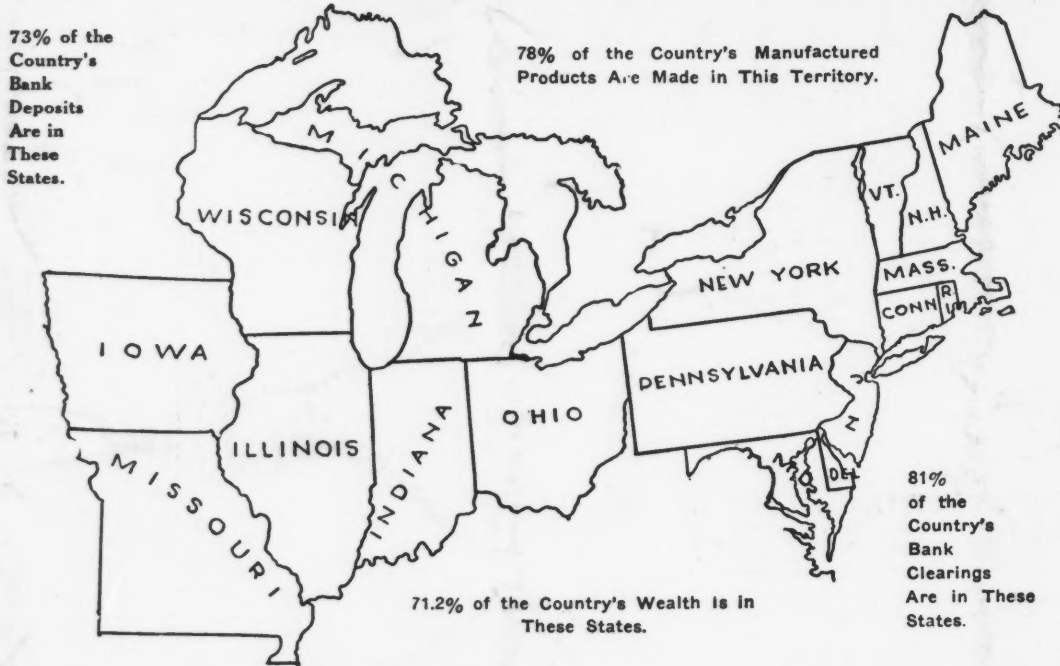 73% of the
Country's
Bank
Deposits
Are in
These
States.
78% of the Country's Manufactured
Products Are Made in This Territory.
MAINE
VT.
N.H.
WISCONSIN
MICHIGAN
NEW YORK
MASS.
CONN
R
I
IOWA
PENNSYLVANIA
N J
OHIO
ILLINOIS
INDIANA
DEL
MISSOURI
81%
of the
Country's
Bank
Clearings
Are in These
States.
71.2% of the Country's Wealth Is in
These States.